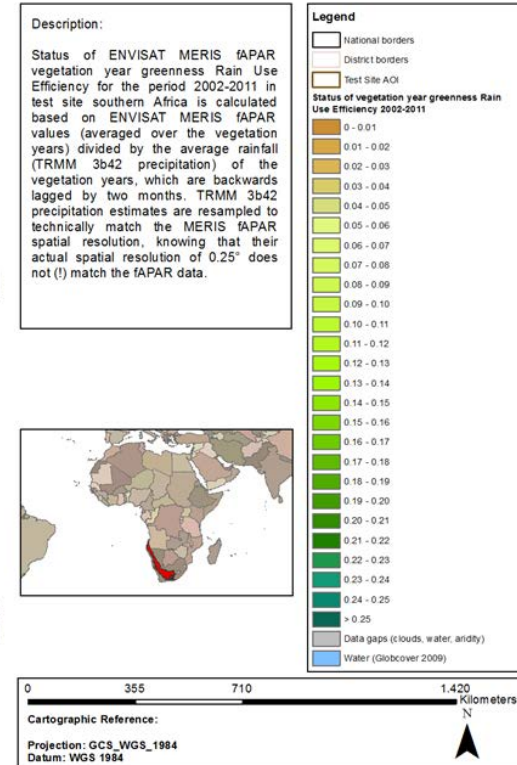 Description:
Status of ENVISAT MERIS fAPAR
vegetation year greenness Rain Use
Efficiency for the period 2002-2011 in
test site southern Africa is calculated
based on ENVISAT MERIS fAPAR
values (averaged over the vegetation
years) divided by the average rainfall
(TRMM 3b42 precipitation) of the
vegetation years, which are backwards
lagged by two months. TRMM 3b42
precipitation estimates are resampled to
technically match the MERIS fAPAR
spatial resolution, knowing that their
actual spatial resolution of 0.25° does
not (!) match the fAPAR data.
Legend
National borders
District borders
Test Site AOI
Status of vegetation year greenness Rain
Use Efficiency 2002-2011
0 - 0.01
0.01 - 0.02
0.02 - 0.03
0.03 - 0.04
0.04 - 0.05
0.05 - 0.06
0.06 - 0.07
0.07 - 0.08
0.08 - 0.09
0.09 - 0.10
0.10 - 0.11
0.11 - 0.12
0.12 - 0.13
0.13 - 0.14
0.14 - 0.15
0.15 - 0.16
0.16 - 0.17
0.17 - 0.18
0.18 - 0.19
0.19 - 0.20
0.20 - 0.21
0.21 - 0.22
0.22 - 0.23
0.23 - 0.24
0.24 - 0.25
> 0.25
Data gaps (clouds, water, aridity)
Water (Globcover 2009)
0 355 710 1.420
Kilometers
N
Cartographic Reference:
Projection: GCS_WGS_1984
Datum: WGS 1984